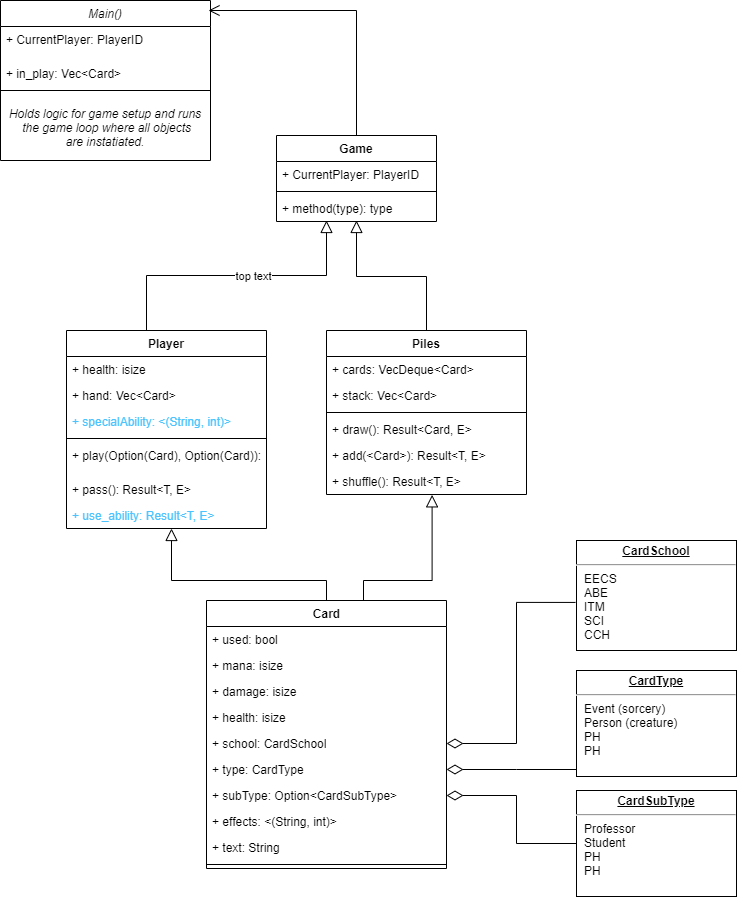 Main()
+ CurrentPlayer: PlayerID
+ in_play: Vec<Card>
Holds logic for game setup and runs
the game loop where all objects
are instatiated.
Game
+ CurrentPlayer: PlayerID
+ method(type): type
top text
Player
+ health: isize
+ hand: Vec<Card>
+ specialAbility: <(String, int)>
+ play(Option(Card), Option(Card)):
+ pass(): Result<T, E>
+ use_ability: Result<T, E>
Piles
+ cards: VecDeque<Card>
+ stack: Vec<Card>
+ draw(): Result<Card, E>
+ add(<Card>): Result<T, E>
+ shuffle(): Result<T, E>
Card
+ used: bool
+ mana: isize
+ damage: isize
+ health: isize
+ school: CardSchool
+ type: CardType
+ subType: Option<CardSubType>
+ effects: <(String, int)>
+ text: String
CardSchool
EECS
ABE
ITM
SCI
CCH
CardType
Event (sorcery)
Person (creature)
PH
PH
CardSubType
Professor
Student
PH
PH